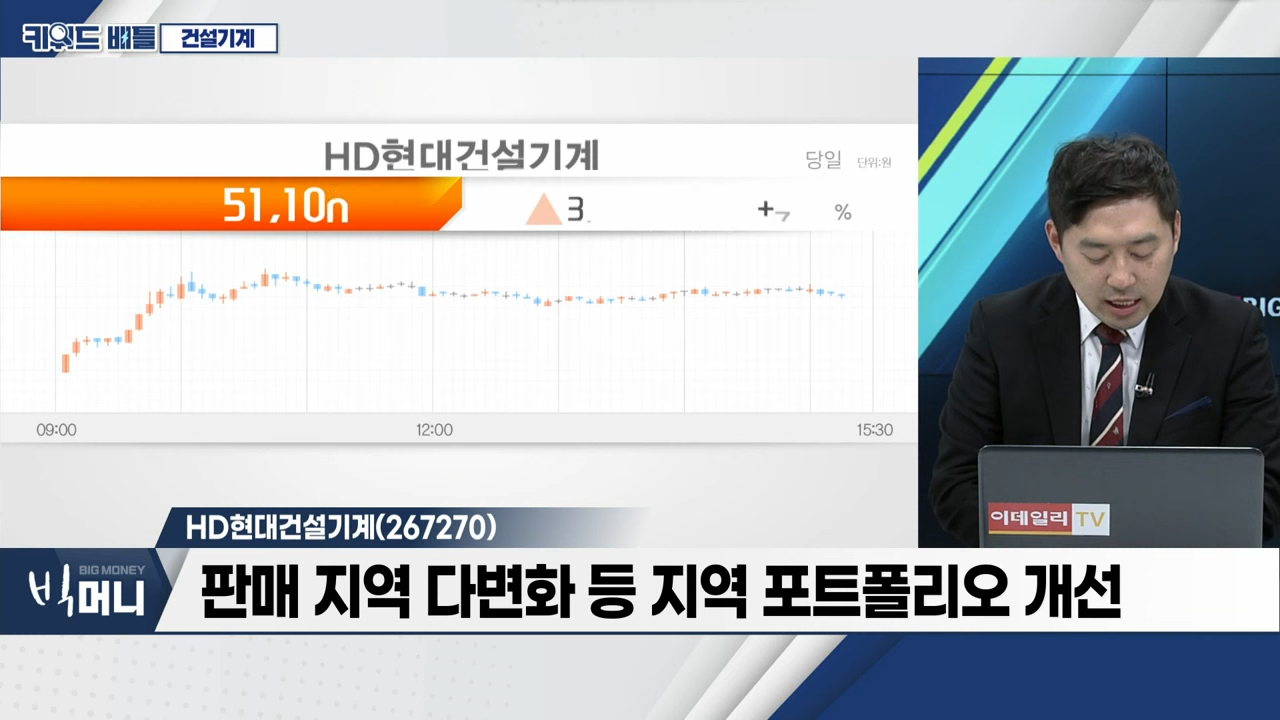 키워드 배틀 건설기계
HD현대건설기계
당일 단위:원
3
+ %
09:00 12:00 15:30
BIG
이데일리TV
HD현대건설기계(267270)
BIG MONEY
빅머니
판매 지역 다변화 등 지역 포트폴리오 개선